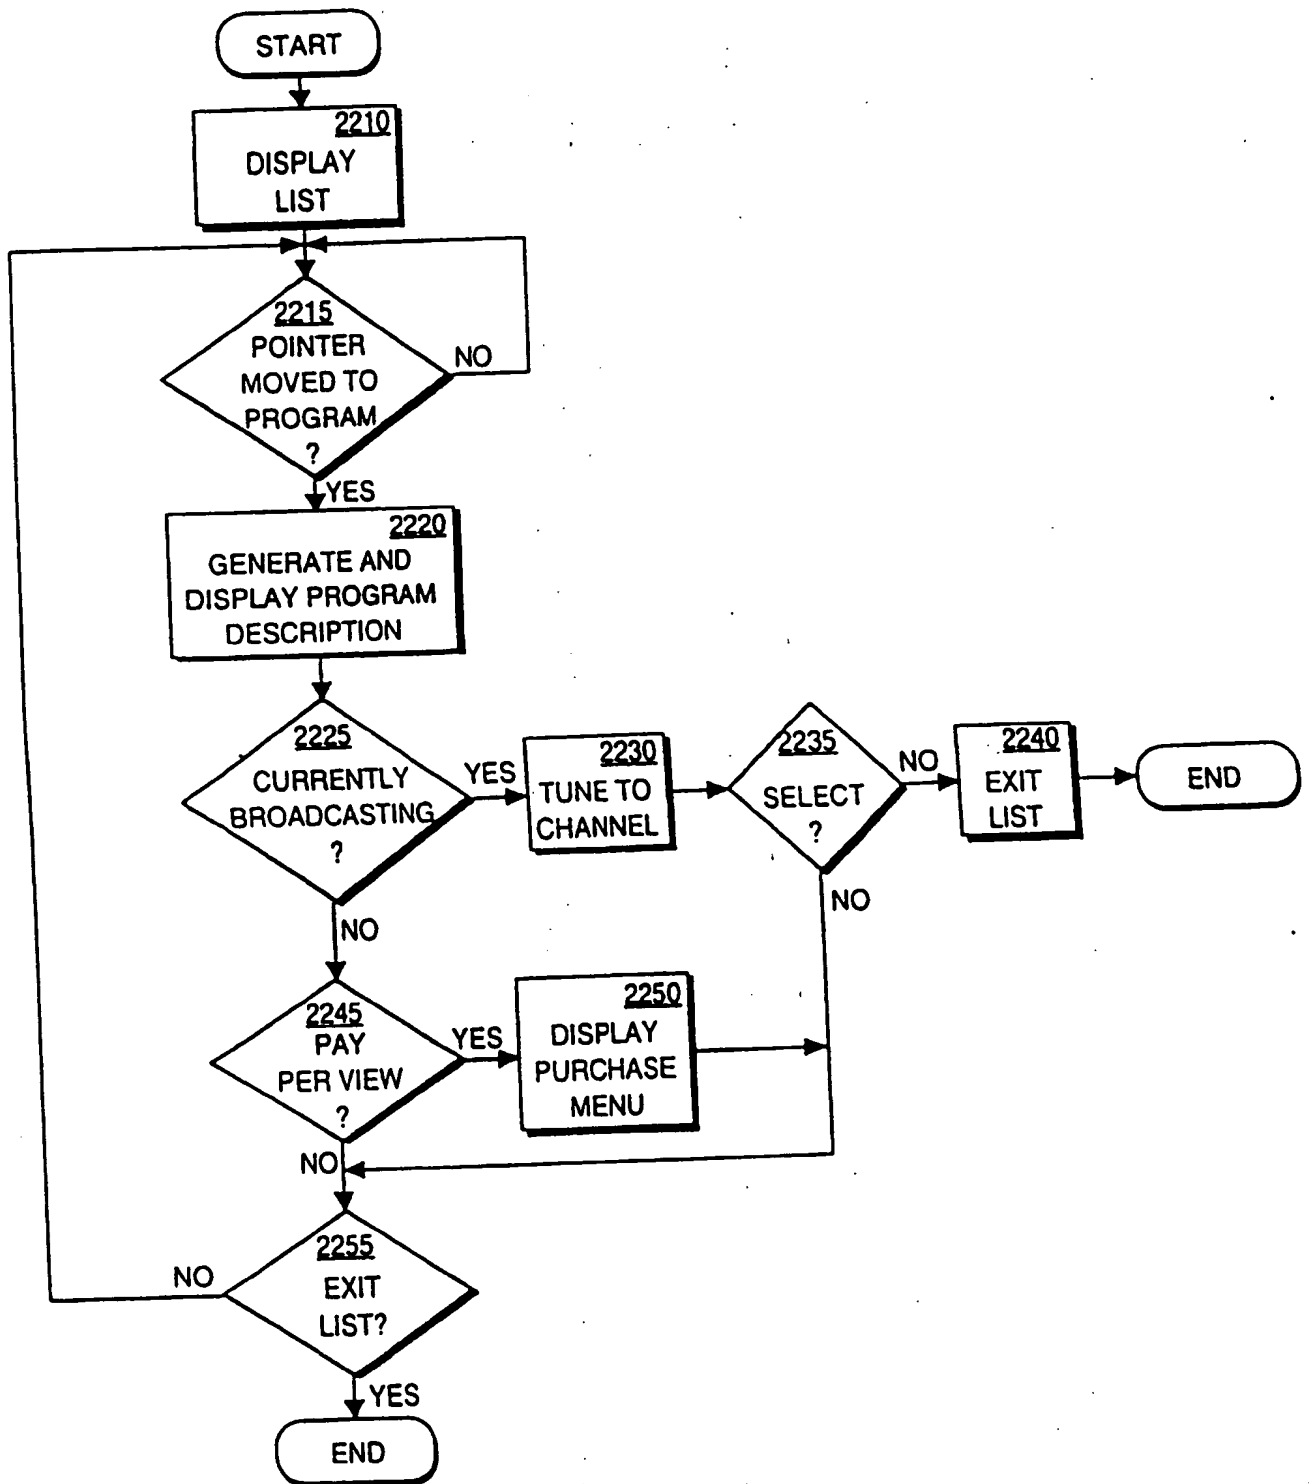 START
2210
DISPLAY
LIST
2215
POINTER
MOVED TO
PROGRAM
?
NO
YES
2220
GENERATE AND
DISPLAY PROGRAM
DESCRIPTION
2225
CURRENTLY
BROADCASTING
?
YES
2230
TUNE TO
CHANNEL
2235
SELECT
?
NO
2240
EXIT
LIST
END
NO
NO
2245
PAY
PER VIEW
?
YES
2250
DISPLAY
PURCHASE
MENU
NO
2255
EXIT
LIST?
NO
YES
END